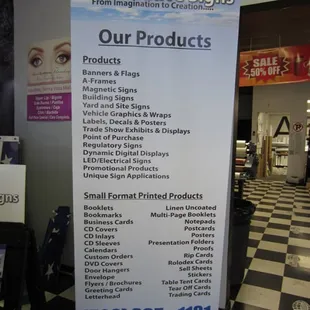 From Imagination to Creation....
Our Products
Products
Banners & Flags
A-Frames
Magnetic Signs
Building Signs
Yard and Site Signs
Vehicle Graphics & Wraps
Labels, Decals & Posters
Trade Show Exhibits & Displays
Point of Purchase
Regulatory Signs
Dynamic Digital Displays
LED/Electrical Signs
Promotional Products
Unique Sign Applications
Small Format Printed Products
Booklets
Bookmarks
Business Cards
CD Covers
CD Inlays
CD Sleeves
Calendars
Custom Orders
DVD Covers
Door Hangers
Envelope
Flyers / Brochures
Greeting Cards
Letterhead
Linen Uncoated
Multi-Page Booklets
Notepads
Postcards
Posters
Presentation Folders
Proofs
Rip Cards
Rolodex Cards
Sell Sheets
Stickers
Table Tent Cards
Tear Off Cards
Trading Cards
SALE
50% OFF